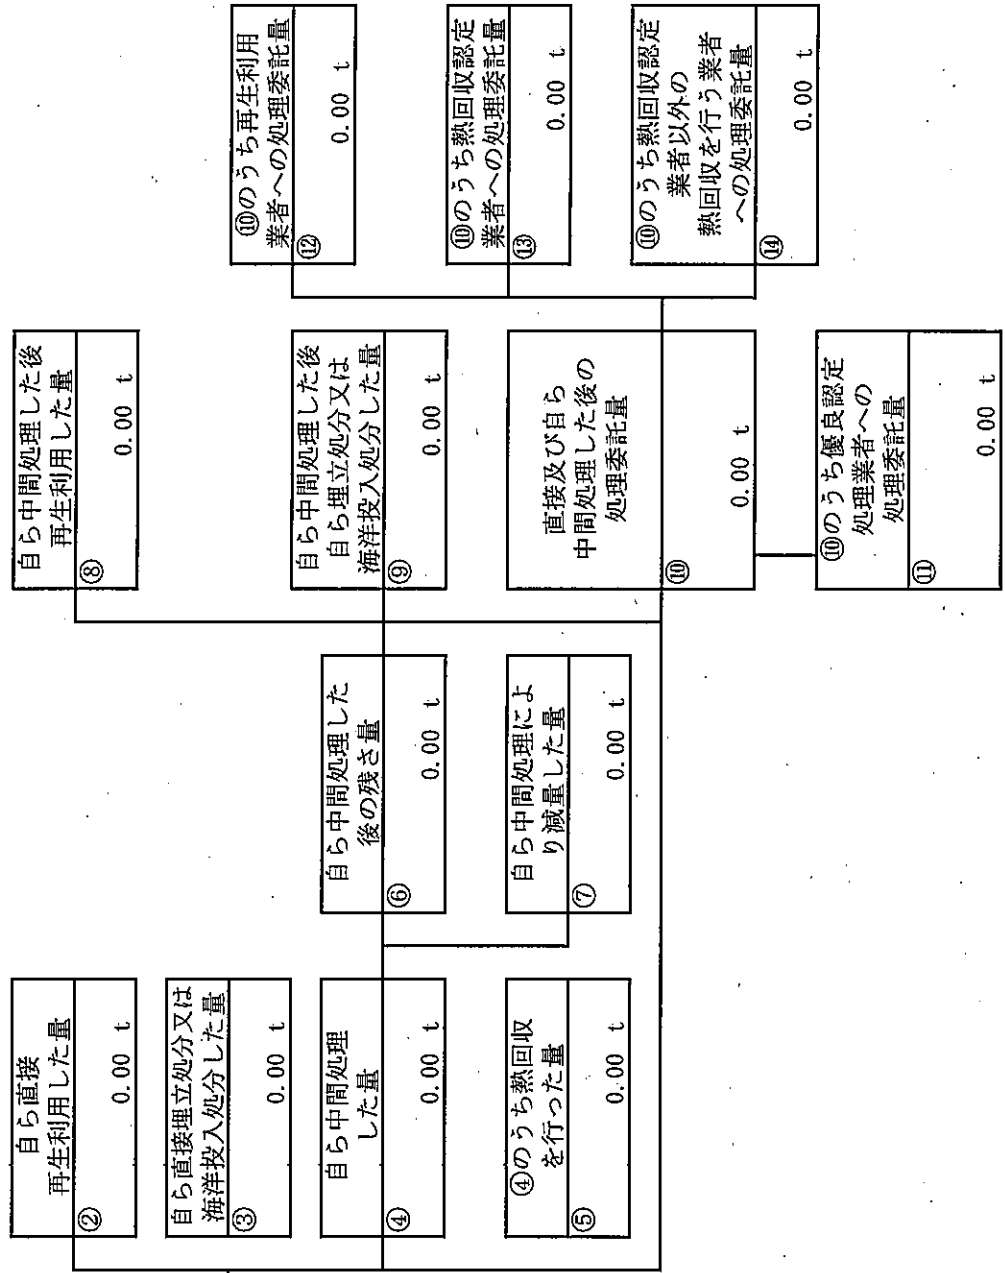 自ら直接
再生利用した量
②
0.00 t
自ら直接埋立処分又は
海洋投入処分した量
③
0.00 t
自ら中間処理
した量
④
0.00 t
④のうち熱回収
を行った量
⑤
0.00 t
自ら中間処理した
後の残さ量
⑥
0.00 t
自ら中間処理によ
り減量した量
⑦
0.00 t
自ら中間処理した後
再生利用した量
⑧
0.00 t
自ら中間処理した後
自ら埋立処分又は
海洋投入処分した量
⑨
0.00 t
直接及び自ら
中間処理した後の
処理委託量
⑩
0.00 t
⑩のうち優良認定
処理業者への
処理委託量
⑪
0.00 t
⑩のうち再生利用
業者への処理委託量
⑫
0.00 t
⑩のうち熱回収認定
業者への処理委託量
⑬
0.00 t
⑩のうち熱回収認定
業者以外の
熱回収を行う業者
への処理委託量
⑭
0.00 t